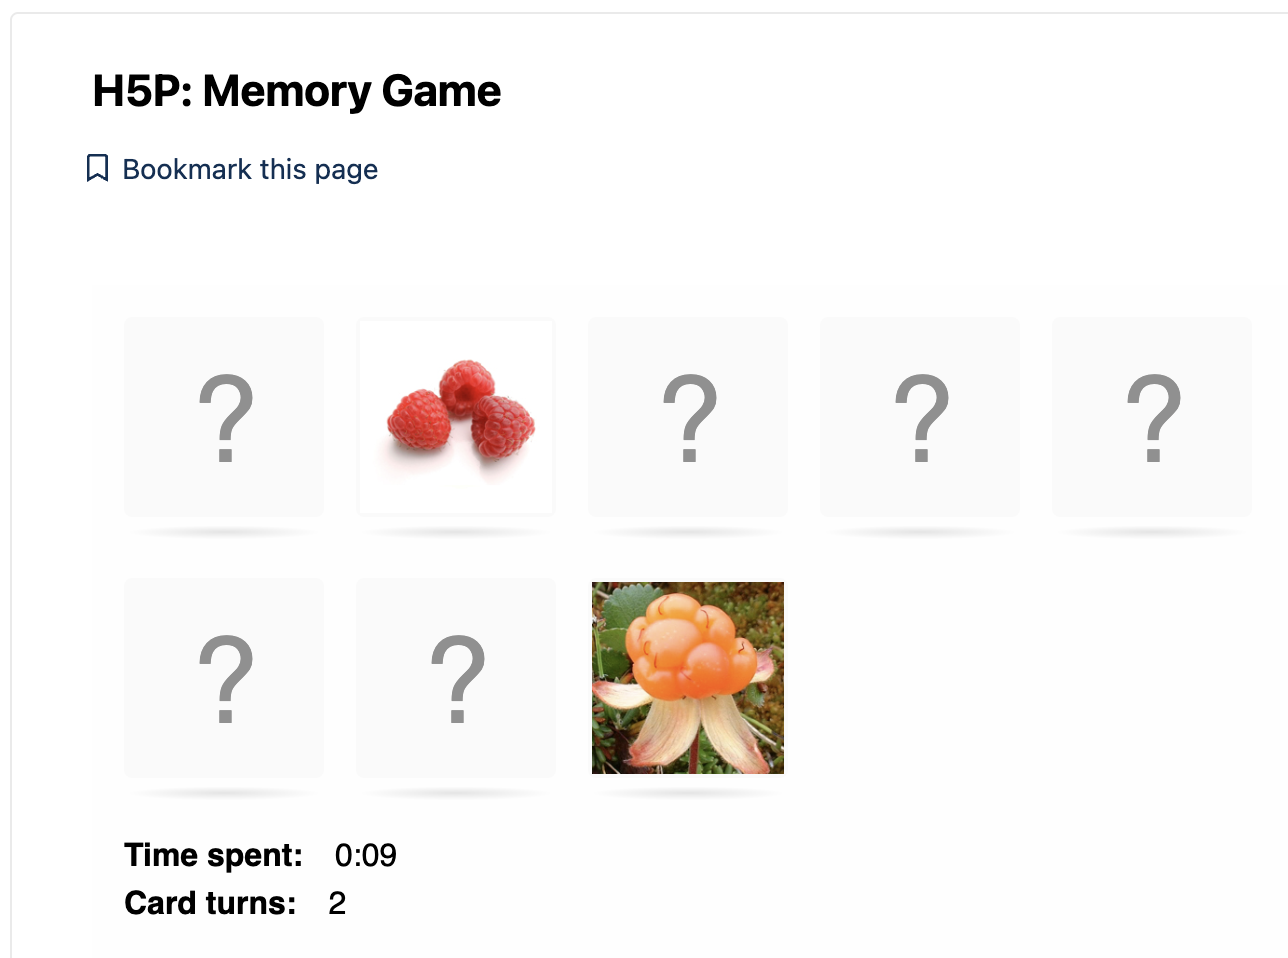 H5P: Memory Game
Bookmark this page
? ? ? ?
? ?
Time spent: 0:09
Card turns: 2